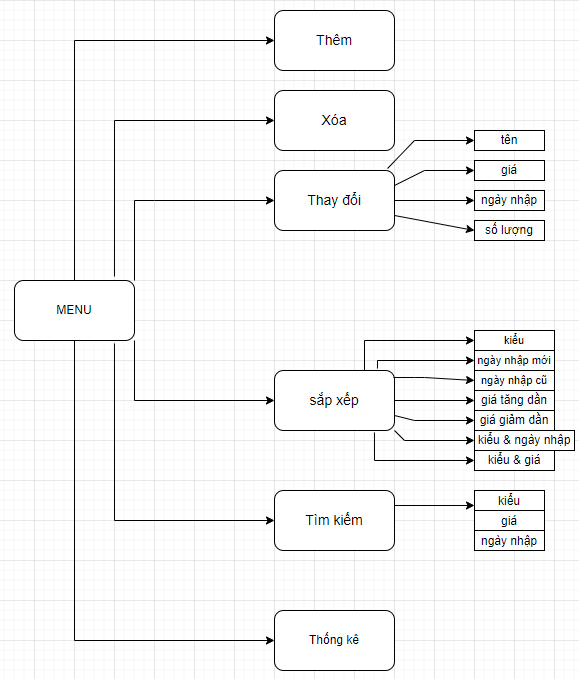 Thêm
Xóa
Thay đổi
tên
giá
ngày nhập
số lượng
MENU
sắp xếp
kiểu
ngày nhập mới
ngày nhập cũ
giá tăng dần
giá giảm dần
kiểu & ngày nhập
kiểu & giá
Tìm kiếm
kiểu
giá
ngày nhập
Thống kê